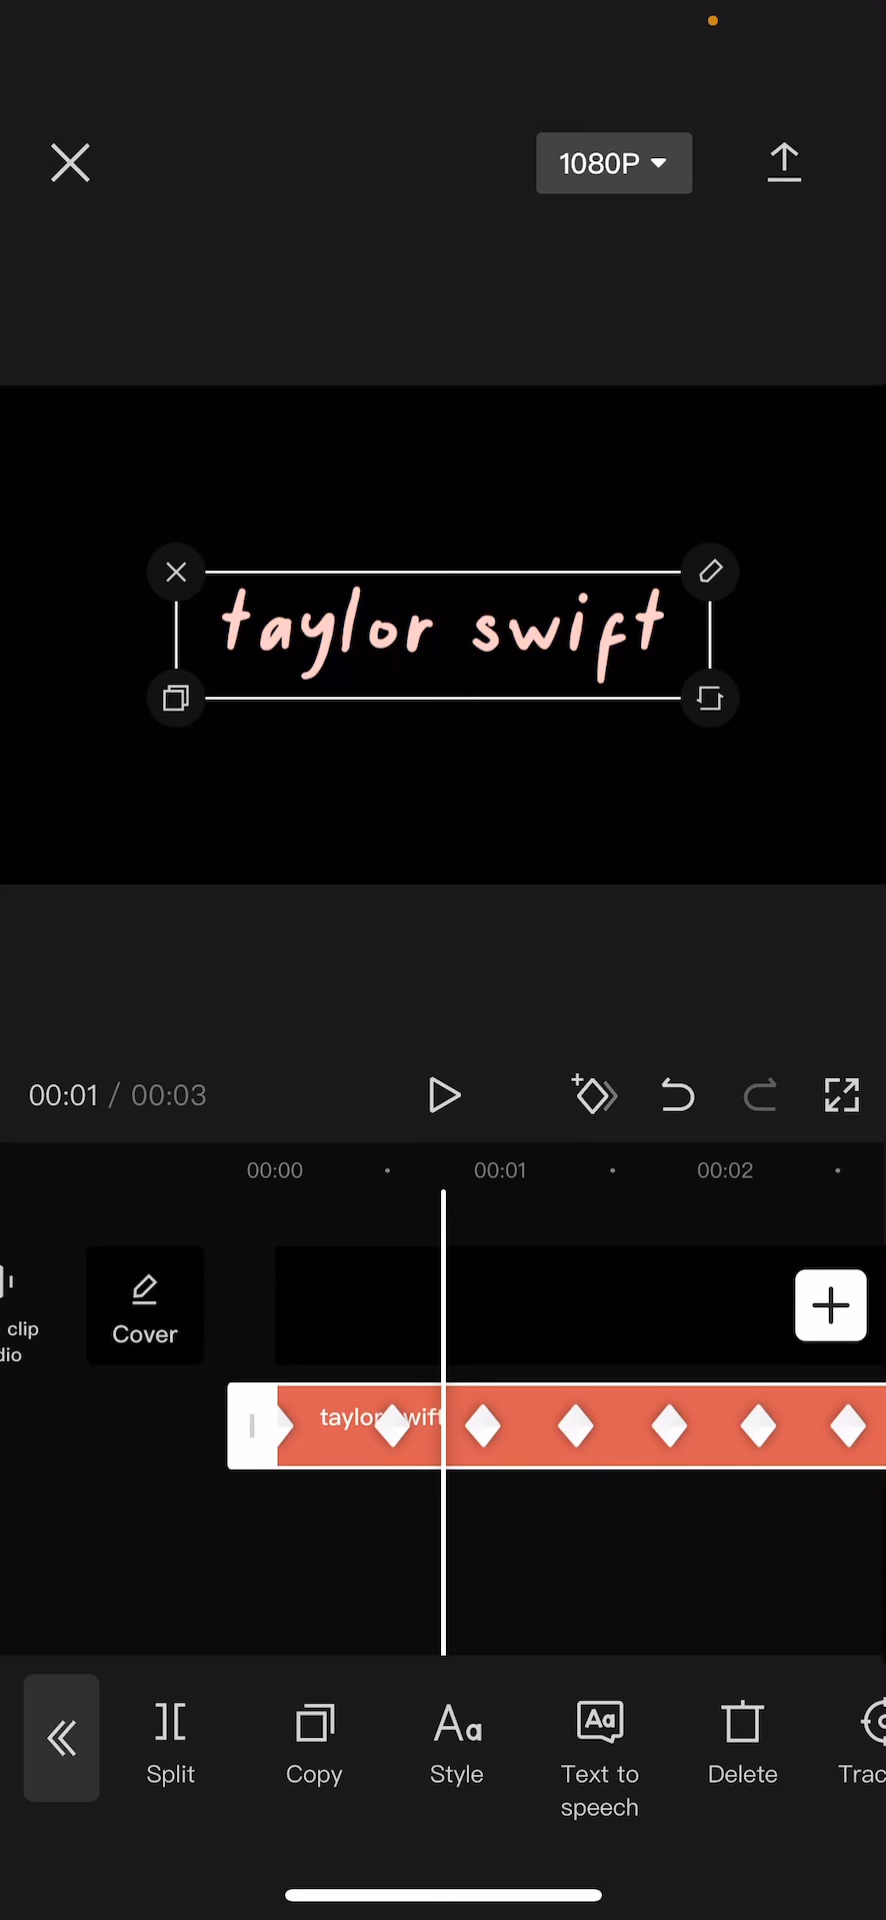 1080P
taylor swift
00:01 / 00:03
00:00
00:01
00:02
clip
dio
Cover
taylor swift
Split
Copy
Style
Aa
Text to
speech
Delete
Trac